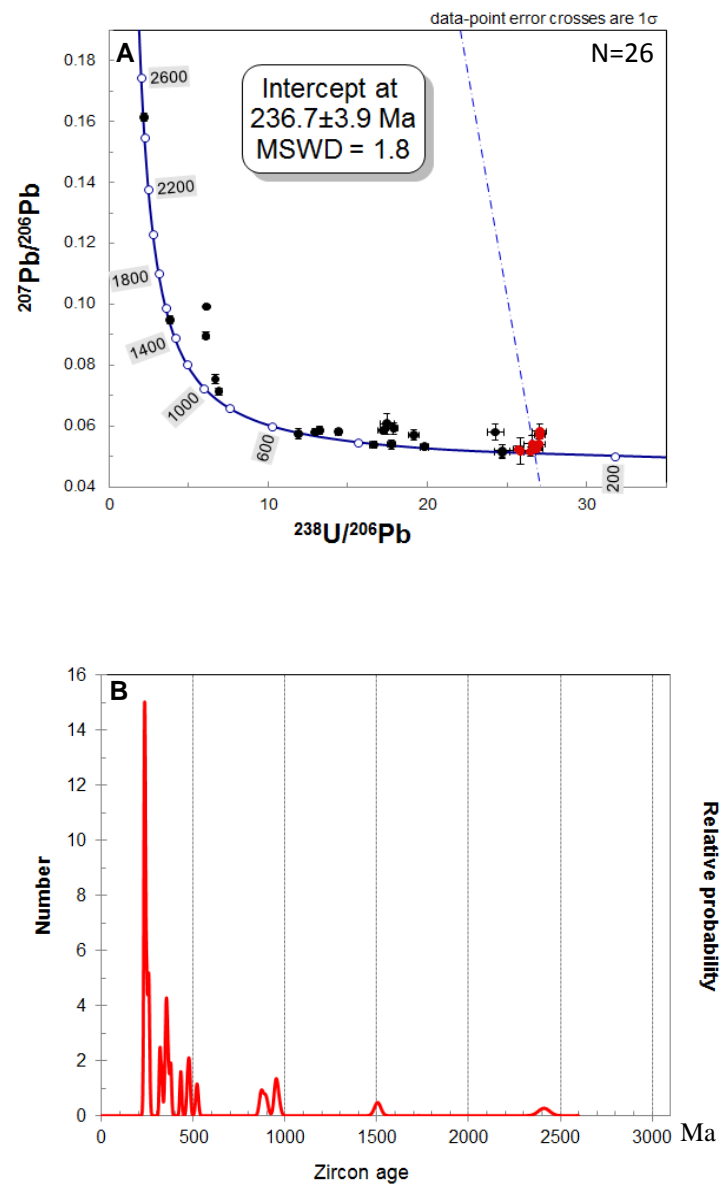 data-point error crosses are 1σ
A
N=26
Intercept at
236.7±3.9 Ma
MSWD = 1.8
0.18
0.16
0.14
0.12
0.10
0.08
0.06
0.04
2600
2200
1800
1400
1000
600
200
207Pb/206Pb
0
10
20
30
238U/206Pb
B
16
14
12
10
8
6
4
2
0
Number
Relative probability
0
500
1000
1500
2000
2500
3000
Ma
Zircon age